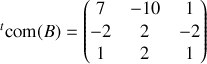 ᵗcom(B) = ⎛ 7 −10 1 ⎞
⎜ −2 2 −2 ⎟
⎝ 1 2 1 ⎠